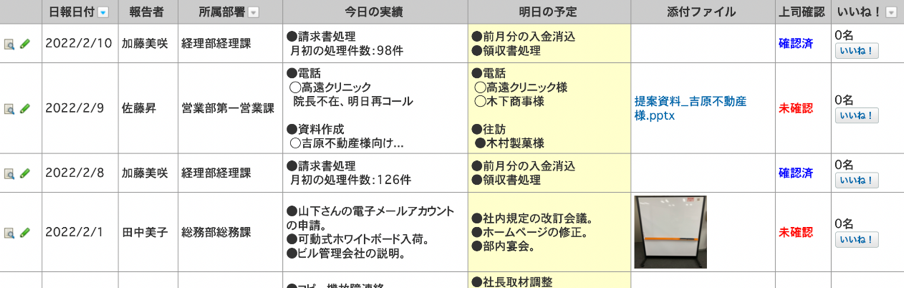 日報日付 報告者 所属部署 今日の実績 明日の予定 添付ファイル 上司確認 いいね！
2022/2/10 加藤美咲 経理部経理課
●請求書処理
月初の処理件数：98件
●前月分の入金消込
●領収書処理
確認済
0名
いいね！
2022/2/9 佐藤昇 営業部第一営業課
●電話
○高遠クリニック
院長不在、明日再コール
●資料作成
○吉原不動産様向け...
●電話
○高遠クリニック様
○木下商事様
●往訪
●木村製菓様
提案資料_吉原不動産
様.pptx
未確認
0名
いいね！
2022/2/8 加藤美咲 経理部経理課
●請求書処理
月初の処理件数：126件
●前月分の入金消込
●領収書処理
確認済
0名
いいね！
2022/2/1 田中美子 総務部総務課
●山下さんの電子メールアカウント
の申請。
●可動式ホワイトボード入荷。
●ビル管理会社の説明。
●社内規定の改訂会議。
●ホームページの修正。
●部内宴会。
未確認
0名
いいね！
●社長取材調整